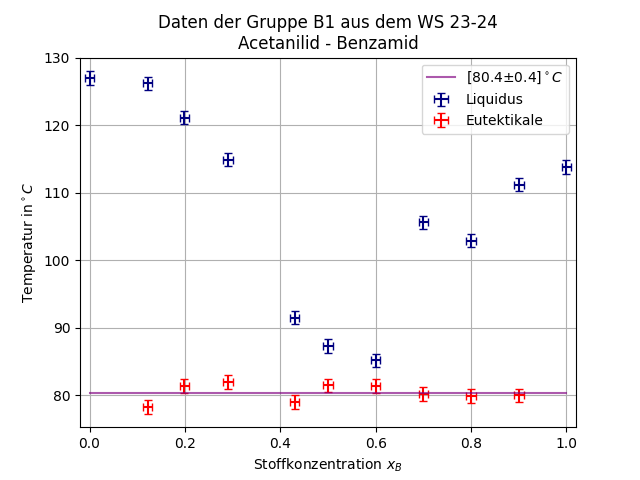 Daten der Gruppe B1 aus dem WS 23-24
Acetanilid - Benzamid
130
120
110
100
90
80
Temperatur in °C
[80.4±0.4]°C
Liquidus
Eutektikale
0.0 0.2 0.4 0.6 0.8 1.0
Stoffkonzentration x_B